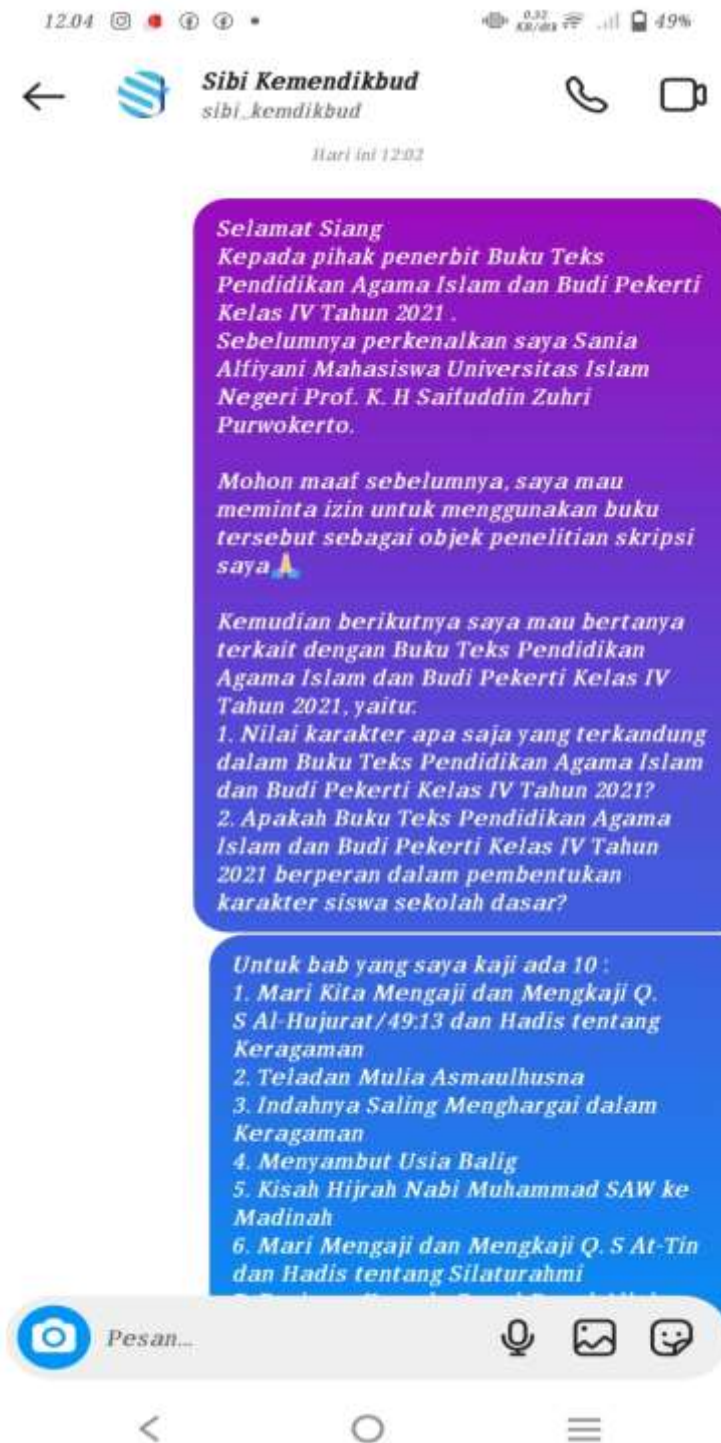 12.04
0,32 KB/dtk 49%
Sibi Kemendikbud
sibi_kemdikbud
Hari ini 12:02
Selamat Siang
Kepada pihak penerbit Buku Teks
Pendidikan Agama Islam dan Budi Pekerti
Kelas IV Tahun 2021 .
Sebelumnya perkenalkan saya Sania
Alfiyani Mahasiswa Universitas Islam
Negeri Prof. K. H Saifuddin Zuhri
Purwokerto.
Mohon maaf sebelumnya, saya mau
meminta izin untuk menggunakan buku
tersebut sebagai objek penelitian skripsi
saya🙏
Kemudian berikutnya saya mau bertanya
terkait dengan Buku Teks Pendidikan
Agama Islam dan Budi Pekerti Kelas IV
Tahun 2021, yaitu:
1. Nilai karakter apa saja yang terkandung
dalam Buku Teks Pendidikan Agama Islam
dan Budi Pekerti Kelas IV Tahun 2021?
2. Apakah Buku Teks Pendidikan Agama
Islam dan Budi Pekerti Kelas IV Tahun
2021 berperan dalam pembentukan
karakter siswa sekolah dasar?
Untuk bab yang saya kaji ada 10 :
1. Mari Kita Mengaji dan Mengkaji Q.
S Al-Hujurat/49:13 dan Hadis tentang
Keragaman
2. Teladan Mulia Asmaulhusna
3. Indahnya Saling Menghargai dalam
Keragaman
4. Menyambut Usia Balig
5. Kisah Hijrah Nabi Muhammad SAW ke
Madinah
6. Mari Mengaji dan Mengkaji Q. S At-Tin
dan Hadis tentang Silaturahmi
Pesan...